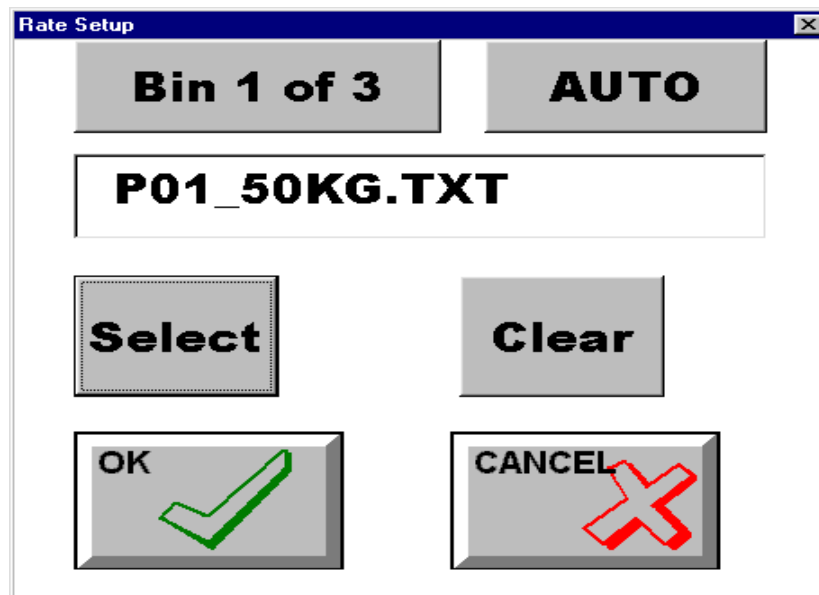 Rate Setup
Bin 1 of 3
AUTO
P01_50KG.TXT
Select
Clear
OK
CANCEL